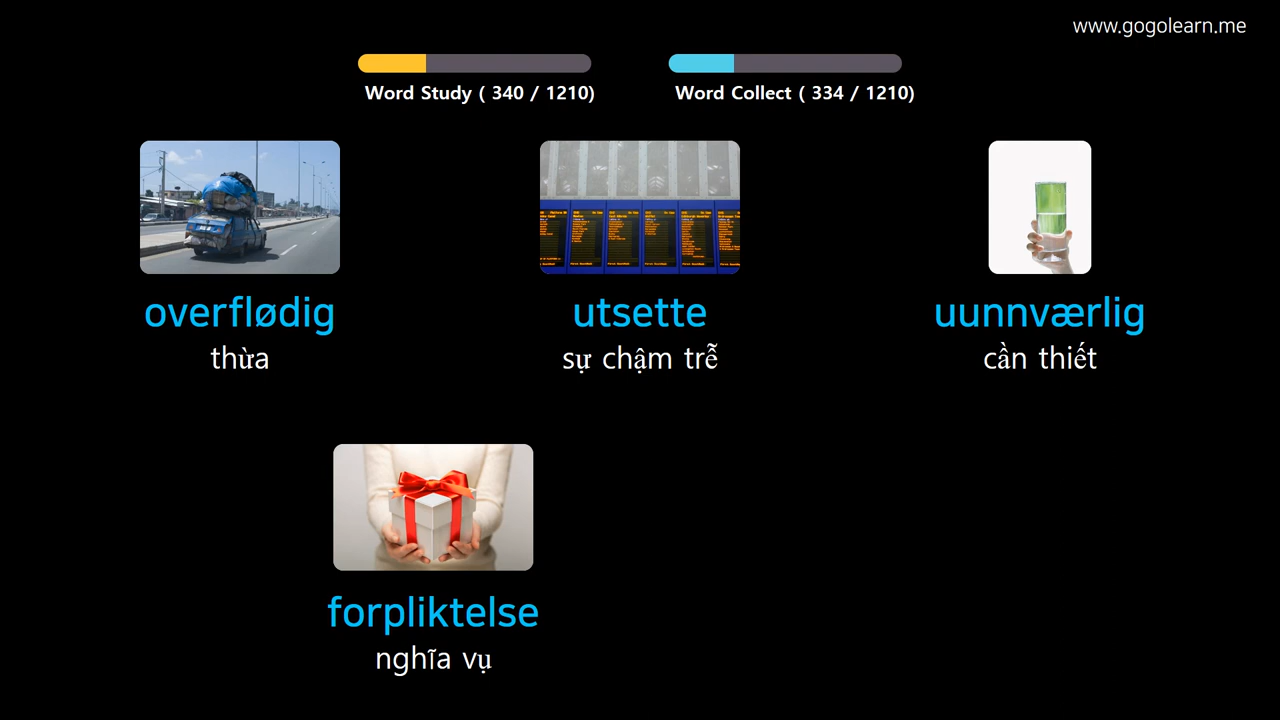 www.gogolearn.me
Word Study ( 340 / 1210)
Word Collect ( 334 / 1210)
overflødig
thừa
utsette
sự chậm trễ
uunnværlig
cần thiết
forpliktelse
nghĩa vụ